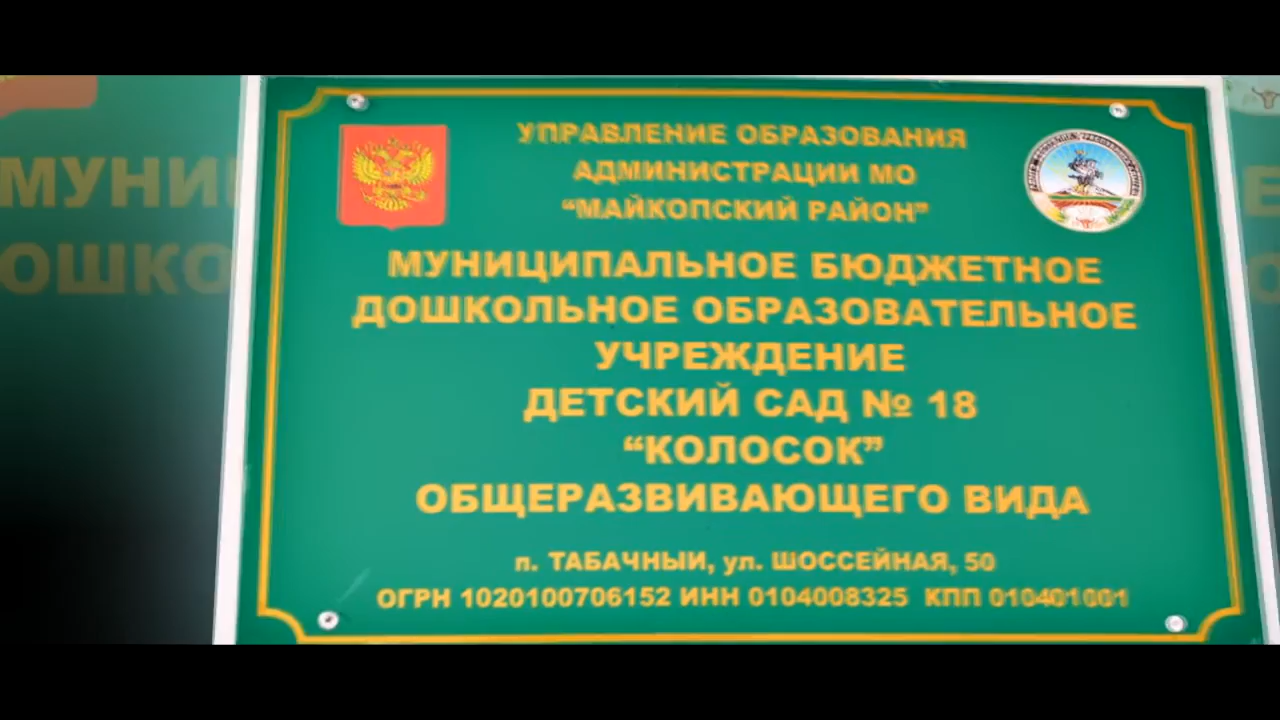 УПРАВЛЕНИЕ ОБРАЗОВАНИЯ
АДМИНИСТРАЦИИ МО
“МАЙКОПСКИЙ РАЙОН”
МУНИЦИПАЛЬНОЕ БЮДЖЕТНОЕ
ДОШКОЛЬНОЕ ОБРАЗОВАТЕЛЬНОЕ
УЧРЕЖДЕНИЕ
ДЕТСКИЙ САД № 18
“КОЛОСОК”
ОБЩЕРАЗВИВАЮЩЕГО ВИДА
п. ТАБАЧНЫИ, ул. ШОССЕЙНАЯ, 50
ОГРН 1020100706152 ИНН 0104008325 КПП 010401001